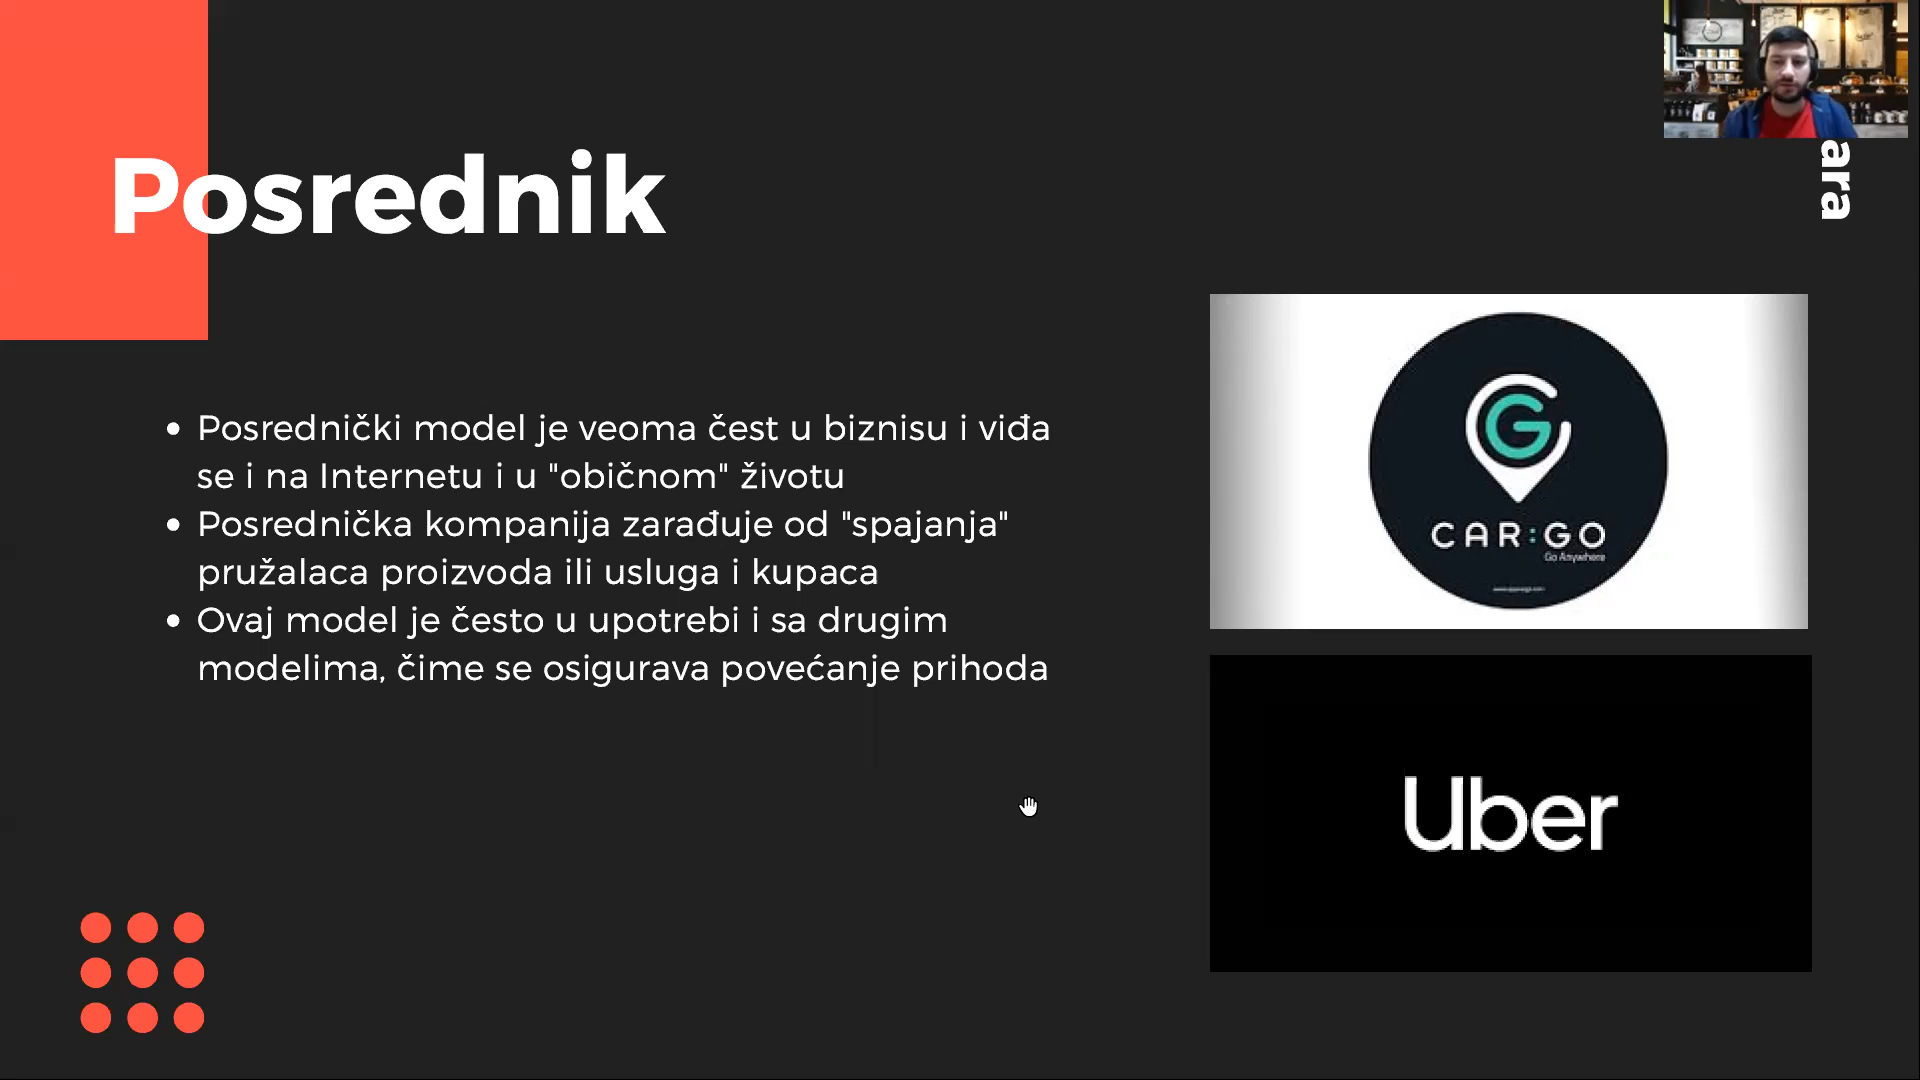 ara
Posrednik
Posrednički model je veoma čest u biznisu i viđa
se i na Internetu i u "običnom" životu
Posrednička kompanija zarađuje od "spajanja"
pružalaca proizvoda ili usluga i kupaca
Ovaj model je često u upotrebi i sa drugim
modelima, čime se osigurava povećanje prihoda
CAR:GO
Go Anywhere
Uber